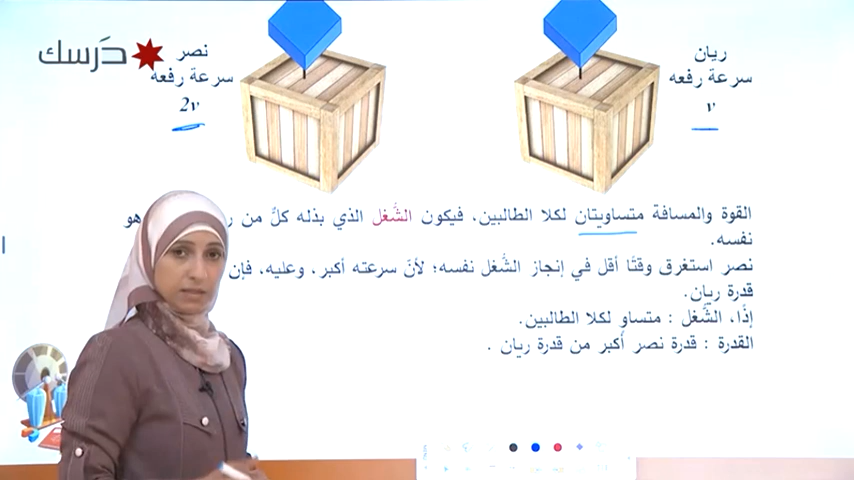 دَرسك
نصر
سرعة رفعه
2v
ريان
سرعة رفعه
v
القوة والمسافة متساويتان لكلا الطالبين، فيكون الشُّغل الذي بذله كلٌّ من هو
نفسه.
نصر استغرق وقتًا أقل في إنجاز الشُّغل نفسه؛ لأنّ سرعته أكبر، وعليه، فإن
قدرة ريان.
إذًا، الشُّغل : متساوٍ لكلا الطالبين.
القدرة : قدرة نصر أكبر من قدرة ريان .